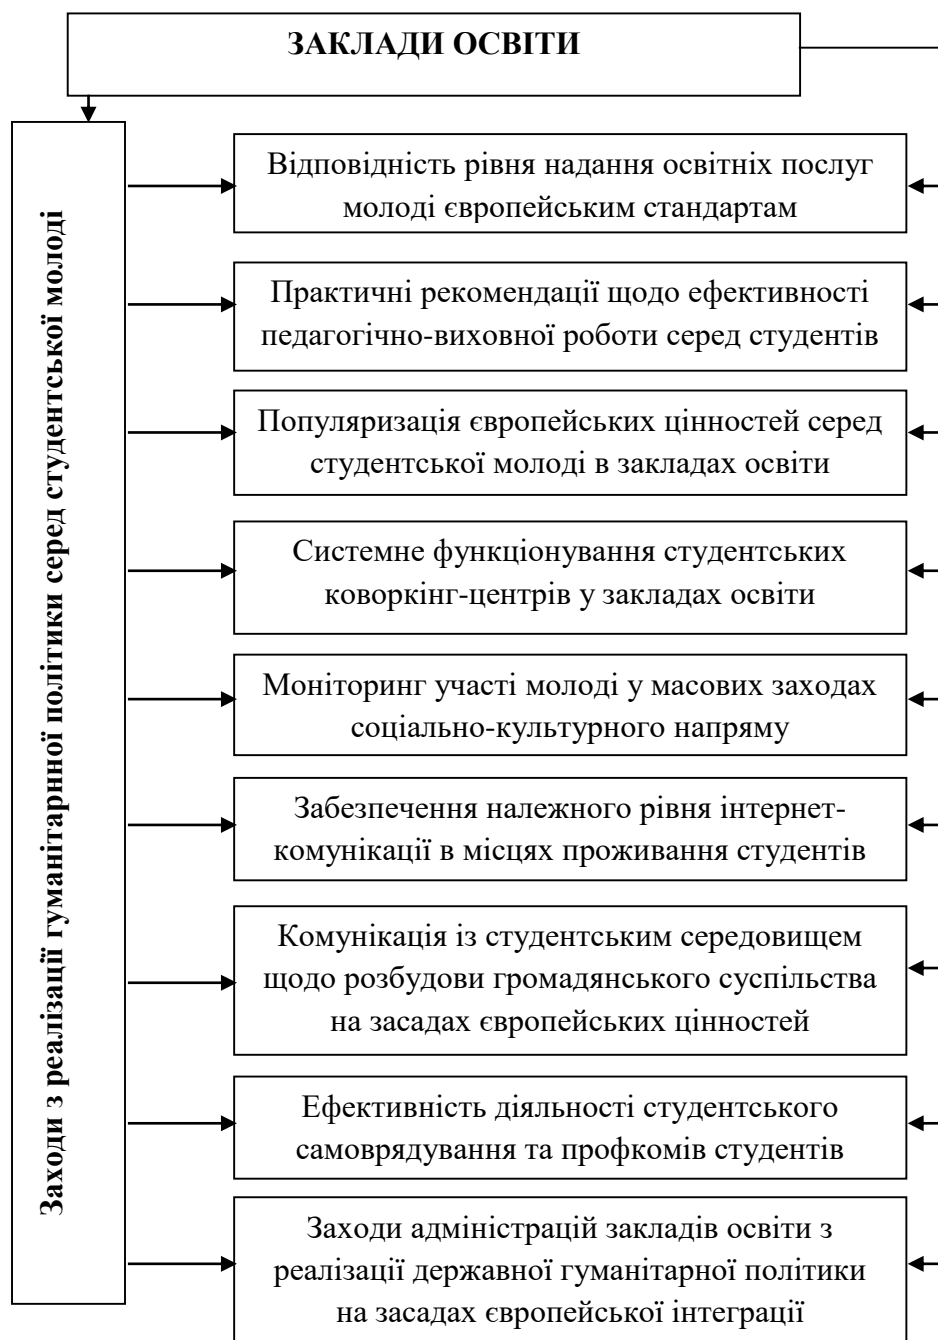 ЗАКЛАДИ ОСВІТИ
Заходи з реалізації гуманітарнної політики серед студентської молоді
Відповідність рівня надання освітніх послуг
молоді європейським стандартам
Практичні рекомендації щодо ефективності
педагогічно-виховної роботи серед студентів
Популяризація європейських цінностей серед
студентської молоді в закладах освіти
Системне функціонування студентських
коворкінг-центрів у закладах освіти
Моніторинг участі молоді у масових заходах
соціально-культурного напряму
Забезпечення належного рівня інтернет-
комунікації в місцях проживання студентів
Комунікація із студентським середовищем
щодо розбудови громадянського суспільства
на засадах європейських цінностей
Ефективність діяльності студентського
самоврядування та профкомів студентів
Заходи адміністрацій закладів освіти з
реалізації державної гуманітарної політики
на засадах європейської інтеграції